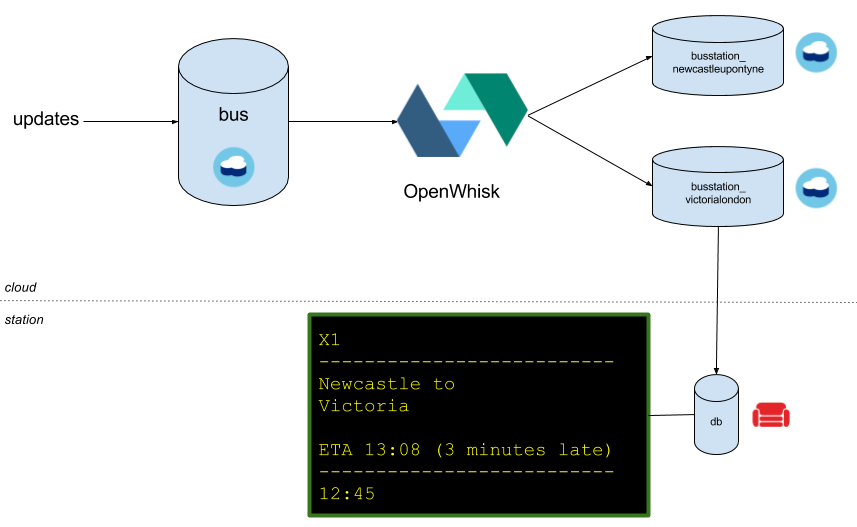 updates
bus
OpenWhisk
busstation_
newcastleupontyne
busstation_
victorialondon
cloud
station
X1
--------------------------
Newcastle to
Victoria
ETA 13:08 (3 minutes late)
--------------------------
12:45
db